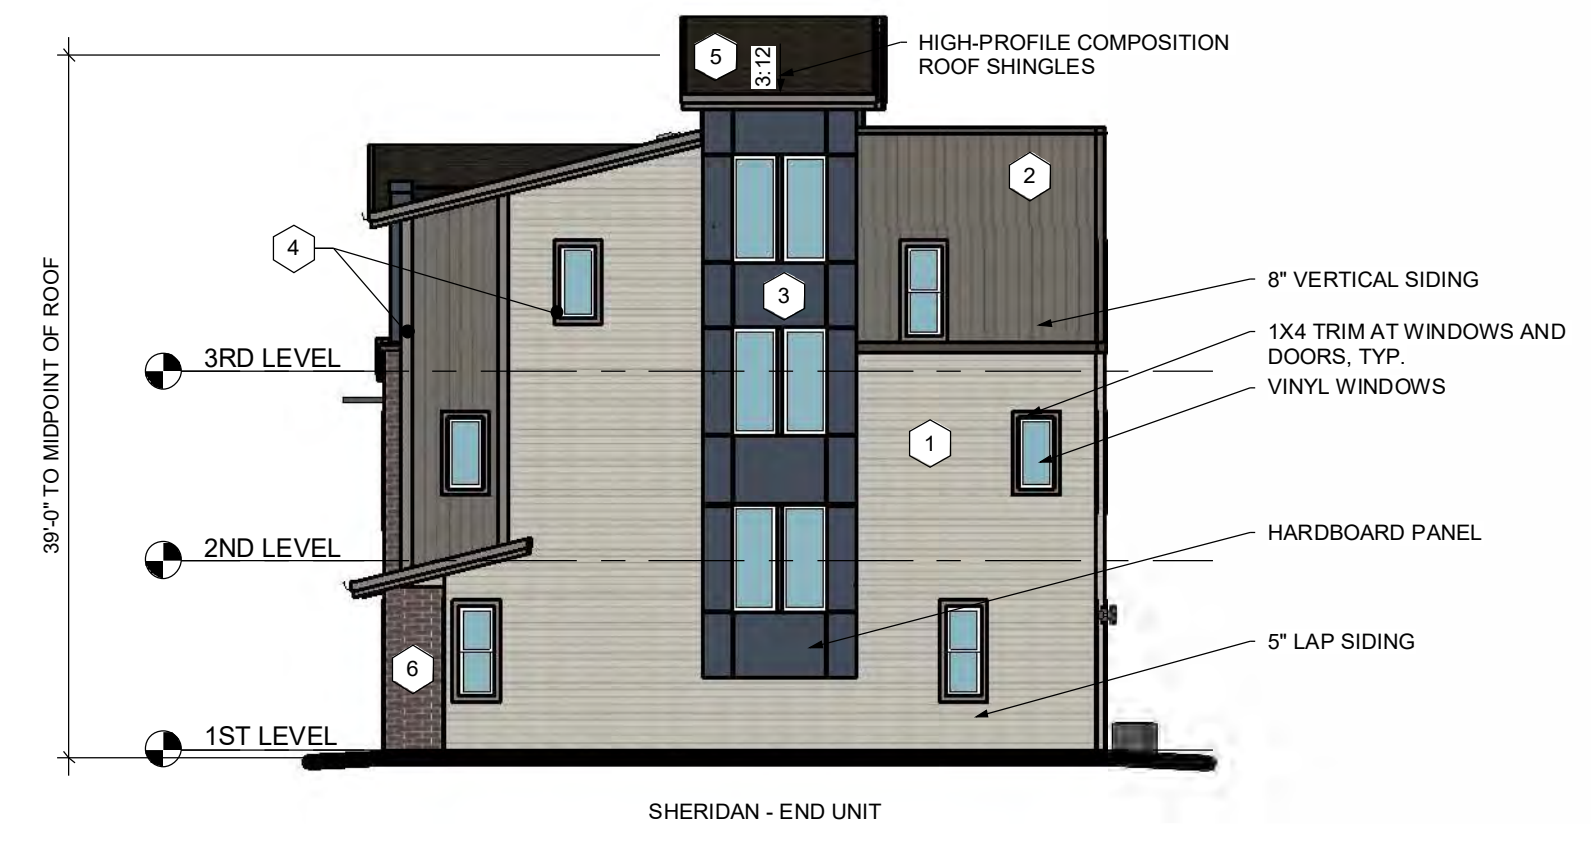 5
3:12
HIGH-PROFILE COMPOSITION
ROOF SHINGLES
2
4
3
8" VERTICAL SIDING
1X4 TRIM AT WINDOWS AND
DOORS, TYP.
VINYL WINDOWS
39'-0" TO MIDPOINT OF ROOF
3RD LEVEL
1
HARDBOARD PANEL
2ND LEVEL
5" LAP SIDING
6
1ST LEVEL
SHERIDAN - END UNIT